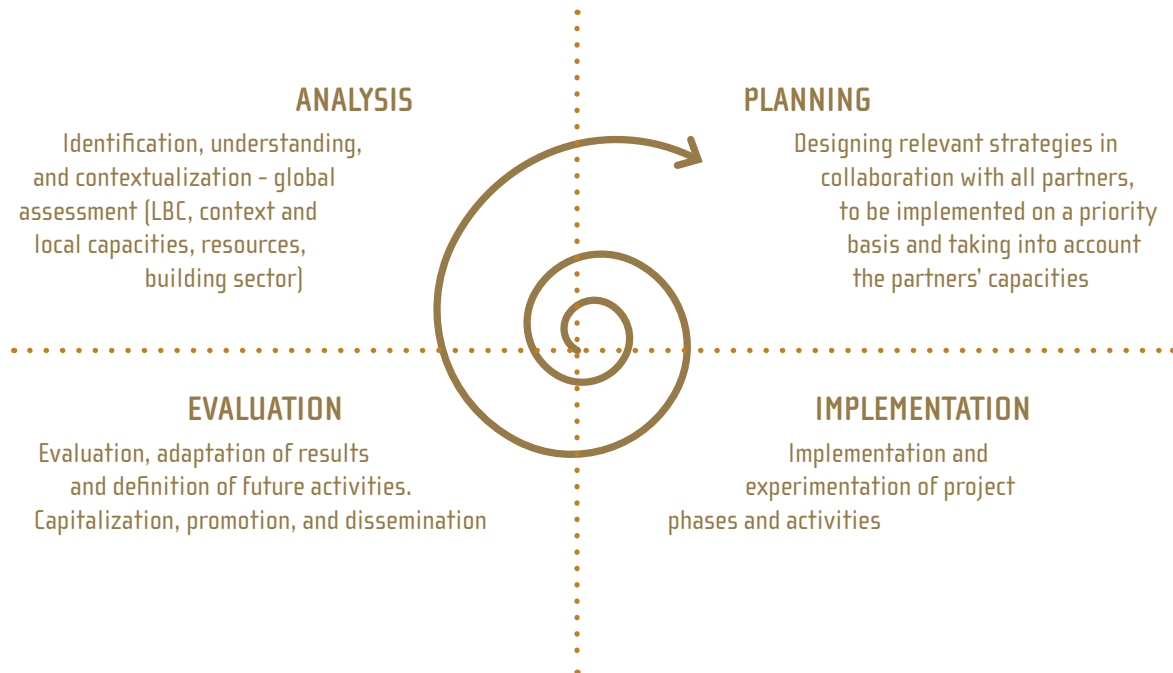 ANALYSIS
Identification, understanding,
and contextualization - global
assessment (LBC, context and
local capacities, resources,
building sector)
PLANNING
Designing relevant strategies in
collaboration with all partners,
to be implemented on a priority
basis and taking into account
the partners' capacities
EVALUATION
Evaluation, adaptation of results
and definition of future activities.
Capitalization, promotion, and dissemination
IMPLEMENTATION
Implementation and
experimentation of project
phases and activities